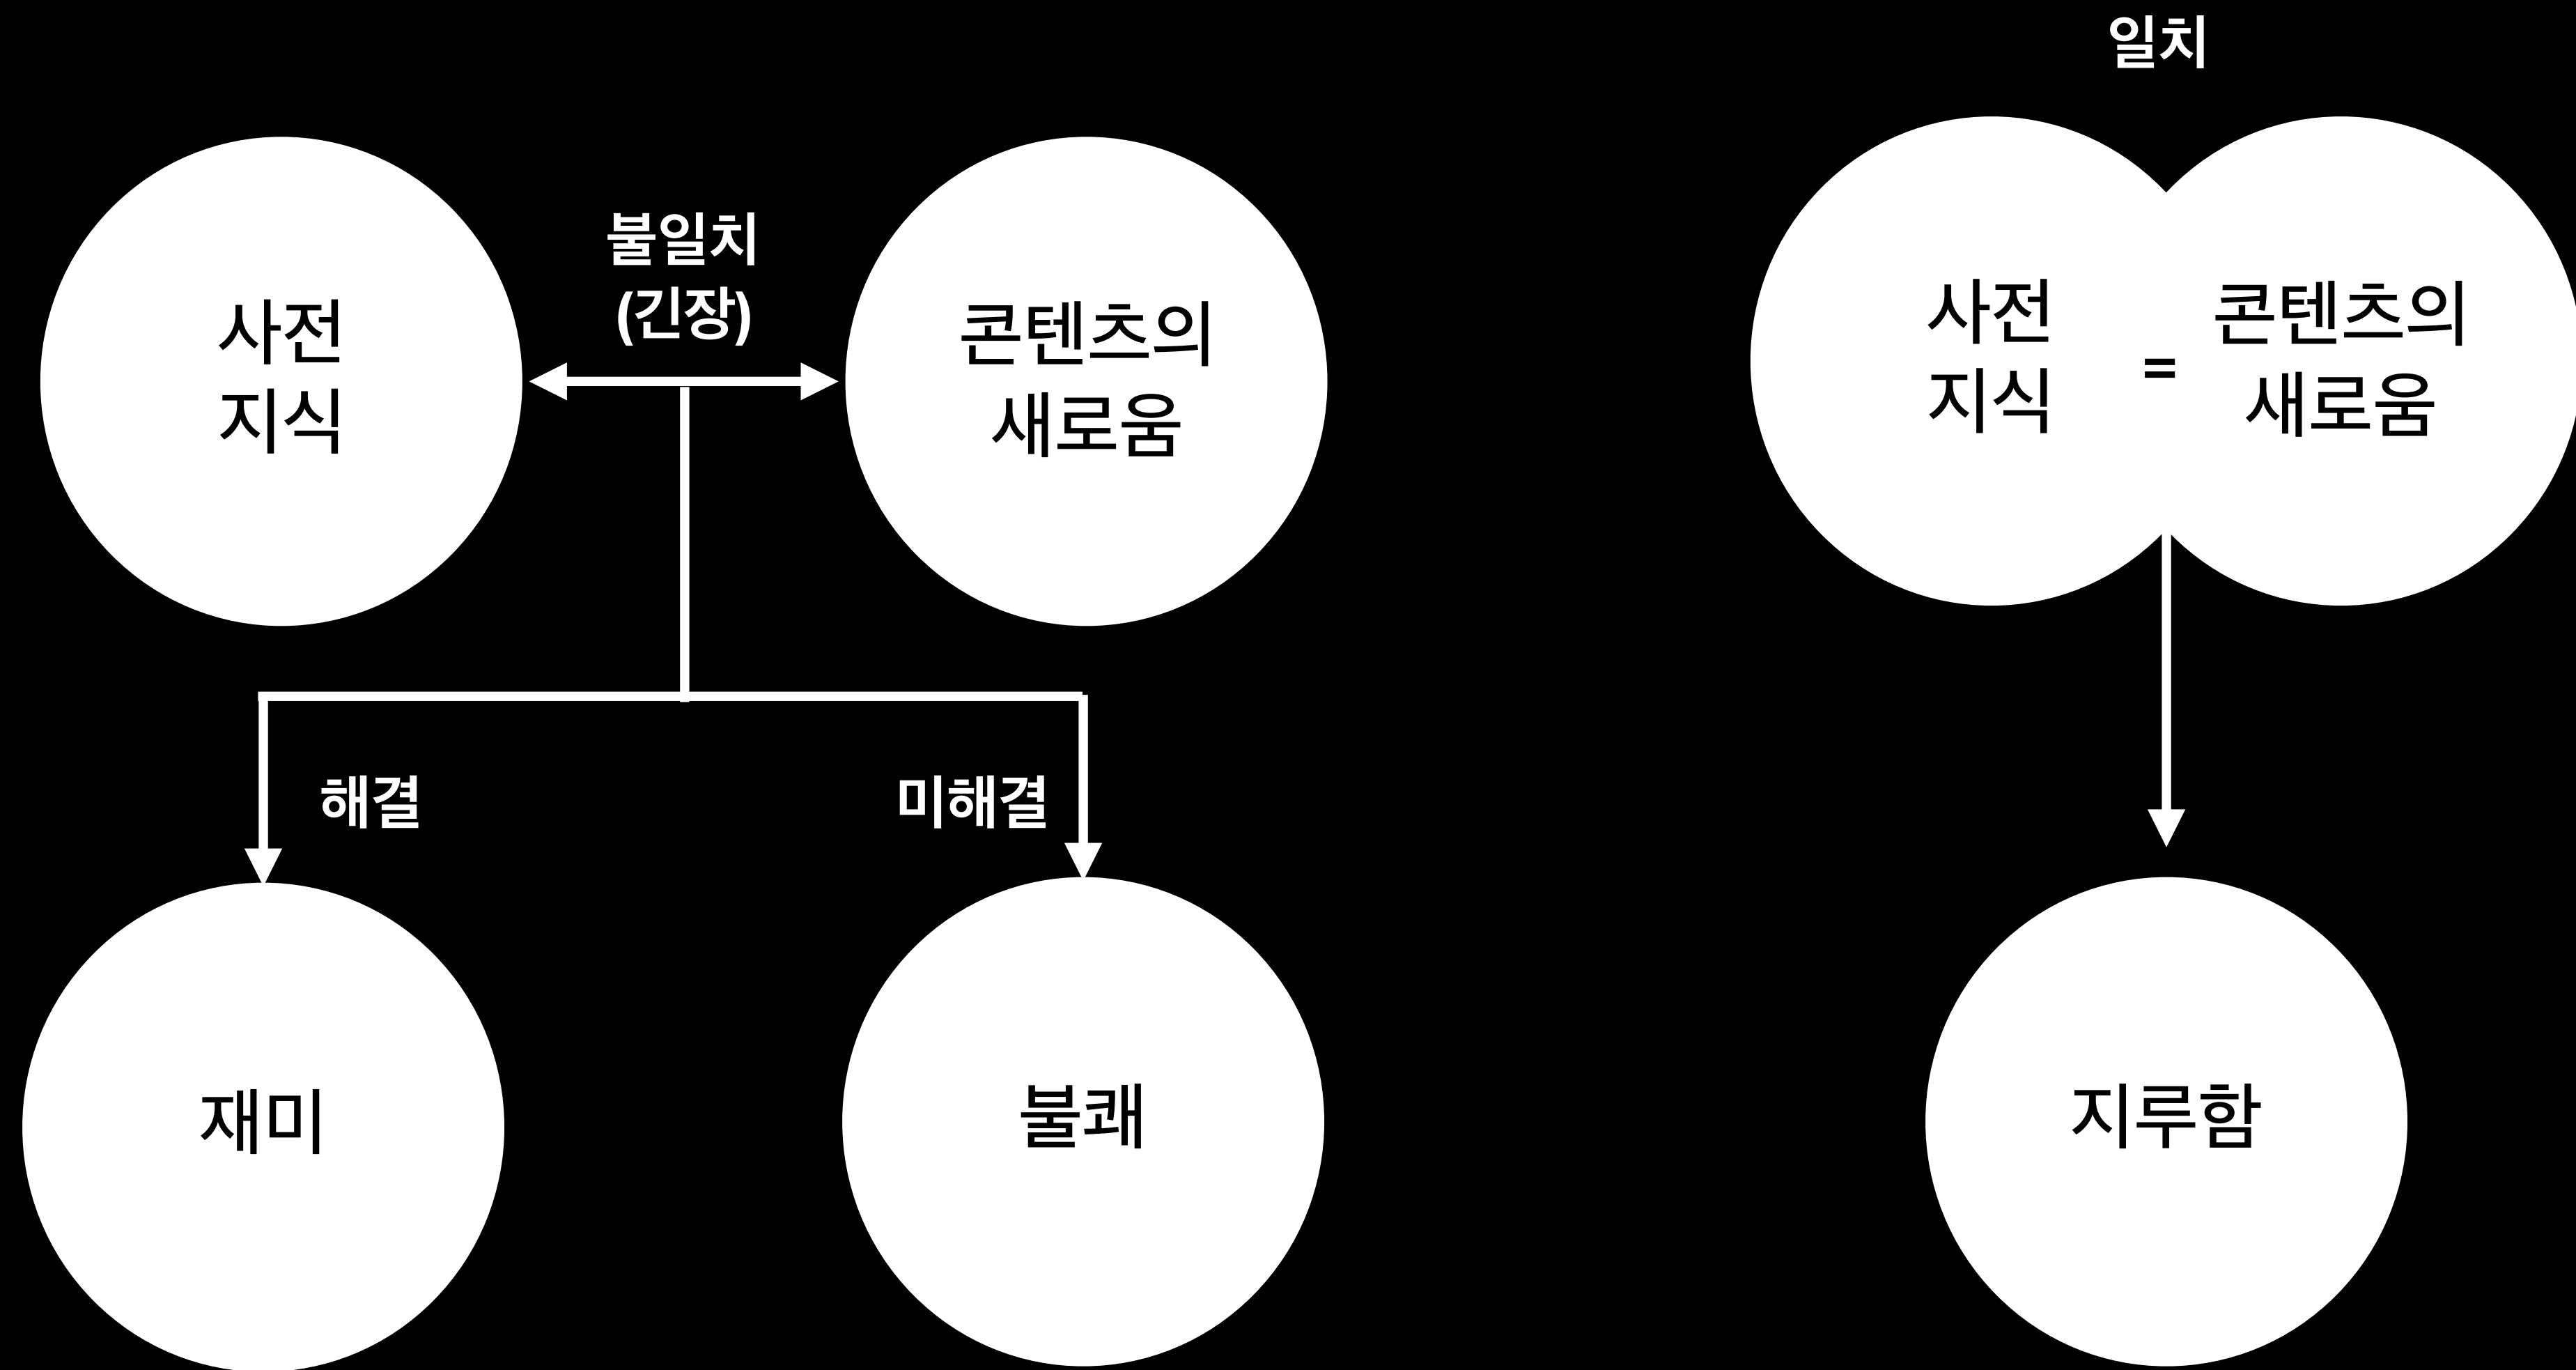 사전
지식
불일치
(긴장)
콘텐츠의
새로움
해결
미해결
재미
불쾌
일치
사전
지식
=
콘텐츠의
새로움
지루함